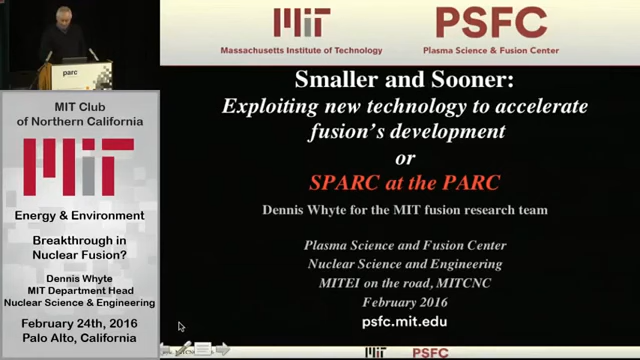 parc
MIT Club
of Northern California
MIT
Energy & Environment
Breakthrough in
Nuclear Fusion?
Dennis Whyte
MIT Department Head
Nuclear Science & Engineering
February 24th, 2016
Palo Alto, California
MIT
PSFC
Massachusetts Institute of Technology
Plasma Science & Fusion Center
Smaller and Sooner:
Exploiting new technology to accelerate
fusion's development
or
SPARC at the PARC
Dennis Whyte for the MIT fusion research team
Plasma Science and Fusion Center
Nuclear Science and Engineering
MITEI on the road, MITCNC
February 2016
psfc.mit.edu
MIT
PSFC